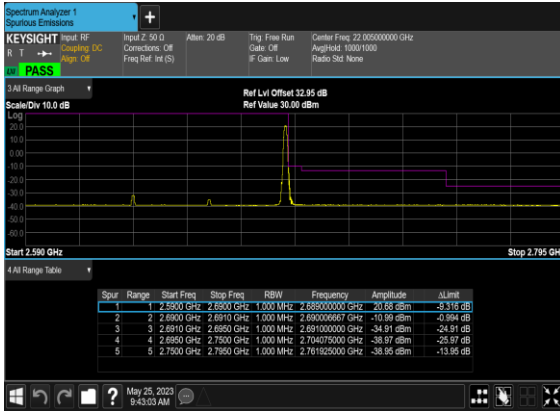 Spectrum Analyzer 1
Spurious Emissions
KEYSIGHT Input: RF Input Z: 50 Ω Atten: 20 dB Trig: Free Run Center Freq: 22.005000000 GHz
R T Coupling: DC Corrections: Off Gate: Off Avg|Hold: 1000/1000
Align: Off Freq Ref: Int (S) IF Gain: Low Radio Std: None
PASS
3 All Range Graph
Ref Lvl Offset 32.95 dB
Scale/Div 10.0 dB Ref Value 30.00 dBm
Log
20.0
10.0
0.00
-10.0
-20.0
-30.0
-40.0
-50.0
-60.0
Start 2.590 GHz Stop 2.795 GH
4 All Range Table
Spur Range Start Freq Stop Freq RBW Frequency Amplitude ΔLimit
1 1 2.5900 GHz 2.6900 GHz 1.000 MHz 2.689000000 GHz 20.68 dBm -9.316 dB
2 2 2.6900 GHz 2.6910 GHz 1.000 MHz 2.690006667 GHz -10.99 dBm -0.994 dB
3 3 2.6910 GHz 2.6950 GHz 1.000 MHz 2.691000000 GHz -34.91 dBm -24.91 dB
4 4 2.6950 GHz 2.7500 GHz 1.000 MHz 2.704075000 GHz -38.97 dBm -25.97 dB
5 5 2.7500 GHz 2.7950 GHz 1.000 MHz 2.761925000 GHz -38.95 dBm -13.95 dB
May 25, 2023
9:43:03 AM